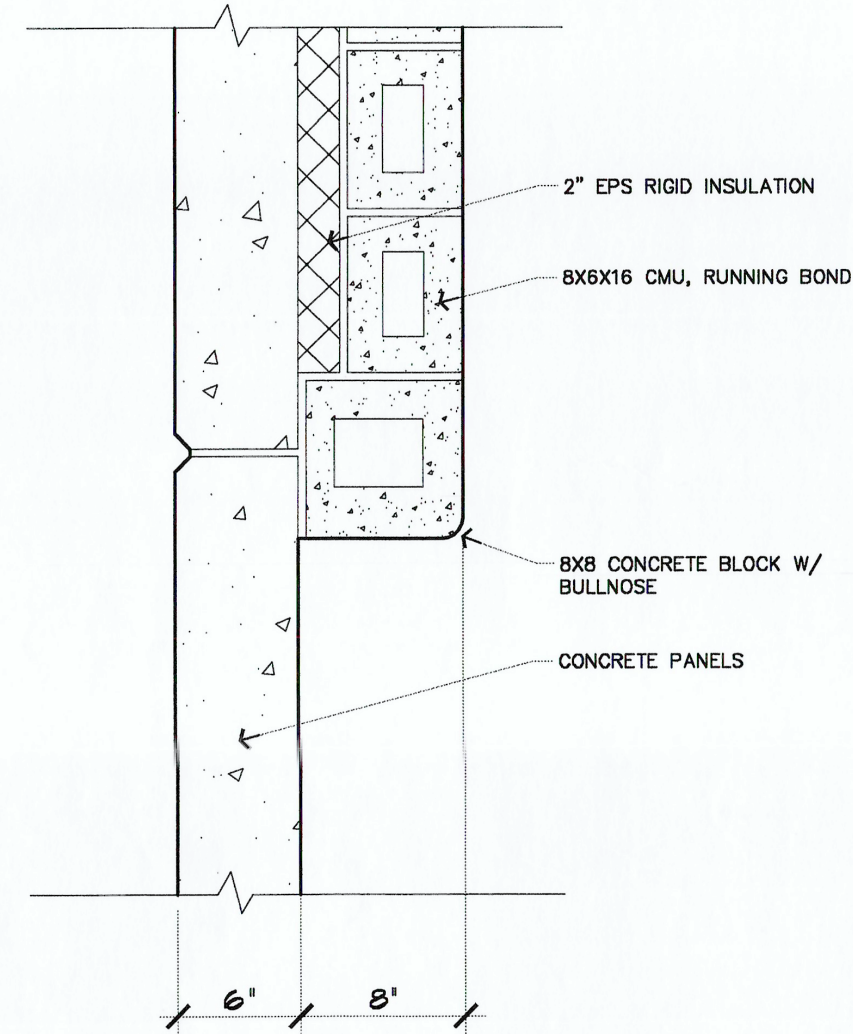 2" EPS RIGID INSULATION
8X6X16 CMU, RUNNING BOND
8X8 CONCRETE BLOCK W/
BULLNOSE
CONCRETE PANELS
6"
8"